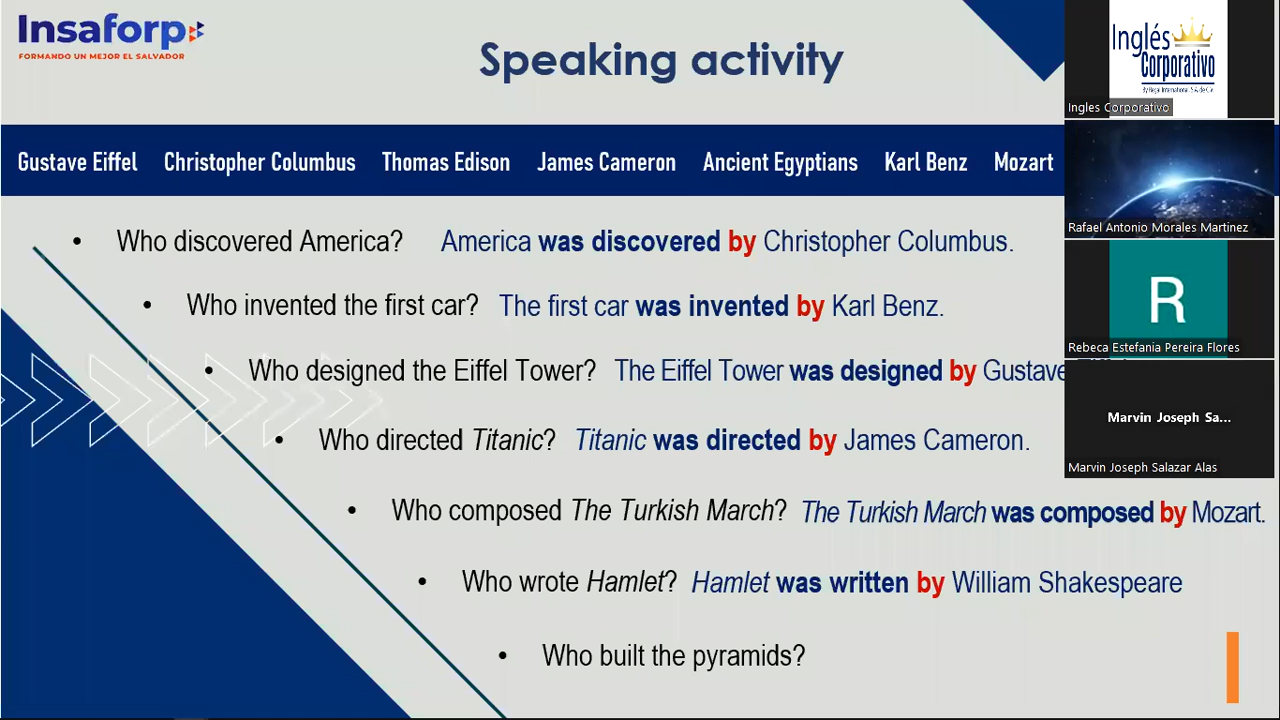 Insaforp
FORMANDO UN MEJOR EL SALVADOR
Speaking activity
Gustave Eiffel Christopher Columbus Thomas Edison James Cameron Ancient Egyptians Karl Benz Mozart
• Who discovered America? America was discovered by Christopher Columbus.
• Who invented the first car? The first car was invented by Karl Benz.
• Who designed the Eiffel Tower? The Eiffel Tower was designed by Gustave
• Who directed Titanic? Titanic was directed by James Cameron.
• Who composed The Turkish March? The Turkish March was composed by Mozart.
• Who wrote Hamlet? Hamlet was written by William Shakespeare
• Who built the pyramids?
Inglés
Corporativo
Ingles Corporativo
Rafael Antonio Morales Martinez
R
Rebeca Estefania Pereira Flores
Marvin Joseph Sa...
Marvin Joseph Salazar Alas